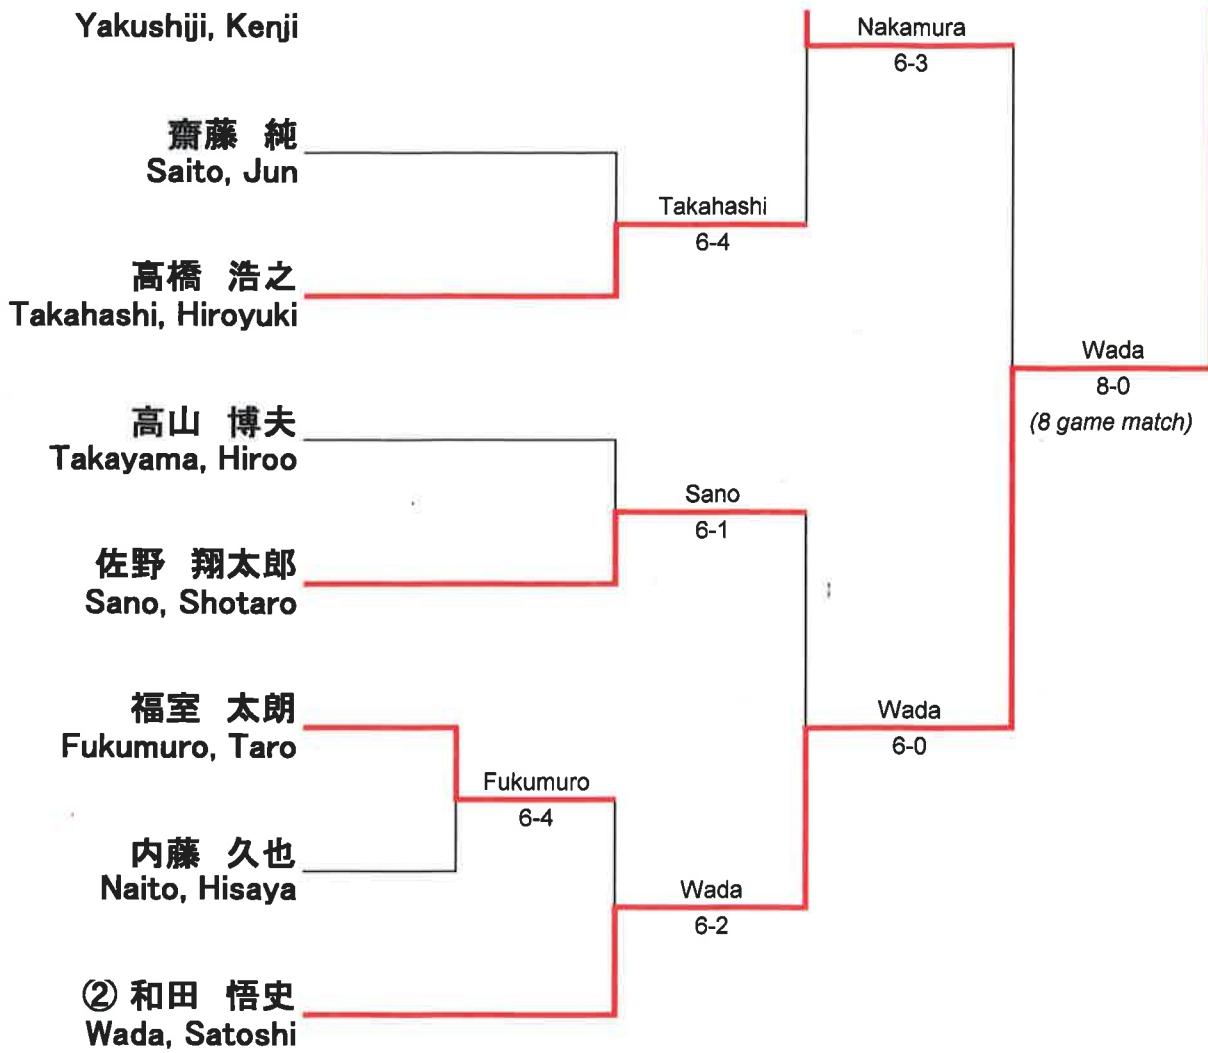 Yakushiji, Kenji
Nakamura
6-3
齋藤 純
Saito, Jun
Takahashi
6-4
高橋 浩之
Takahashi, Hiroyuki
Wada
8-0
(8 game match)
高山 博夫
Takayama, Hiroo
Sano
6-1
佐野 翔太郎
Sano, Shotaro
福室 太朗
Fukumuro, Taro
Wada
6-0
Fukumuro
6-4
内藤 久也
Naito, Hisaya
Wada
6-2
② 和田 悟史
Wada, Satoshi